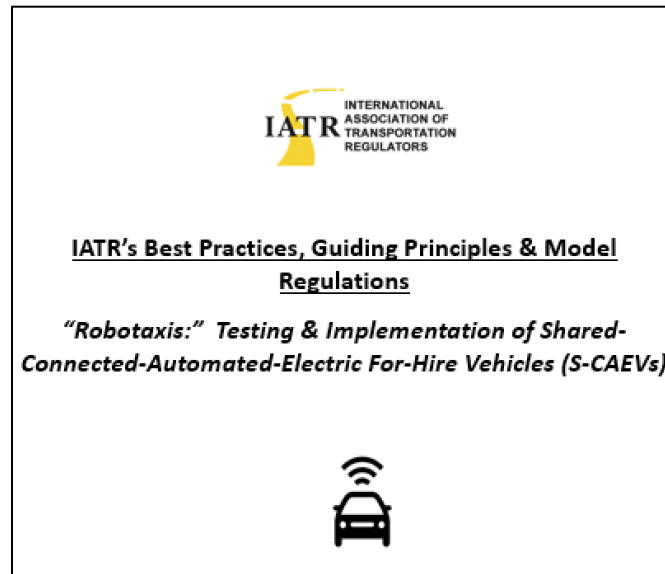 IATR
INTERNATIONAL
ASSOCIATION OF
TRANSPORTATION
REGULATORS
IATR’s Best Practices, Guiding Principles & Model
Regulations
“Robotaxis:” Testing & Implementation of Shared-
Connected-Automated-Electric For-Hire Vehicles (S-CAEVs)